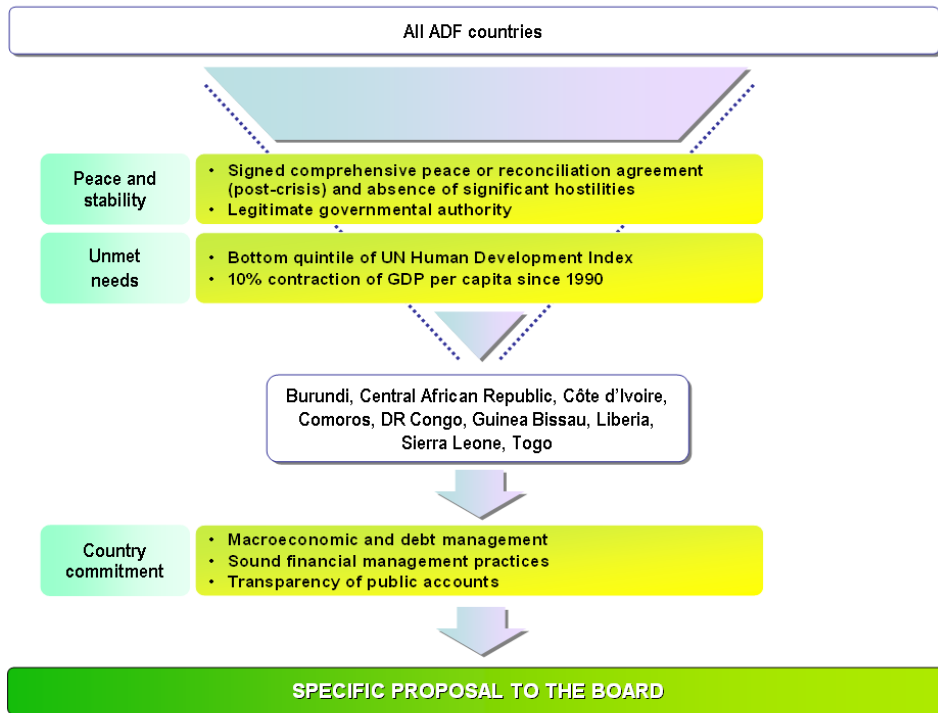 All ADF countries
Peace and
stability
• Signed comprehensive peace or reconciliation agreement
(post-crisis) and absence of significant hostilities
• Legitimate governmental authority
Unmet
needs
• Bottom quintile of UN Human Development Index
• 10% contraction of GDP per capita since 1990
Burundi, Central African Republic, Côte d'Ivoire,
Comoros, DR Congo, Guinea Bissau, Liberia,
Sierra Leone, Togo
Country
commitment
• Macroeconomic and debt management
• Sound financial management practices
• Transparency of public accounts
SPECIFIC PROPOSAL TO THE BOARD